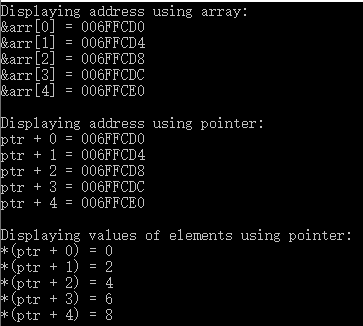 Displaying address using array:
&arr[0] = 006FFCD0
&arr[1] = 006FFCD4
&arr[2] = 006FFCD8
&arr[3] = 006FFCDC
&arr[4] = 006FFCE0
Displaying address using pointer:
ptr + 0 = 006FFCD0
ptr + 1 = 006FFCD4
ptr + 2 = 006FFCD8
ptr + 3 = 006FFCDC
ptr + 4 = 006FFCE0
Displaying values of elements using pointer:
*(ptr + 0) = 0
*(ptr + 1) = 2
*(ptr + 2) = 4
*(ptr + 3) = 6
*(ptr + 4) = 8